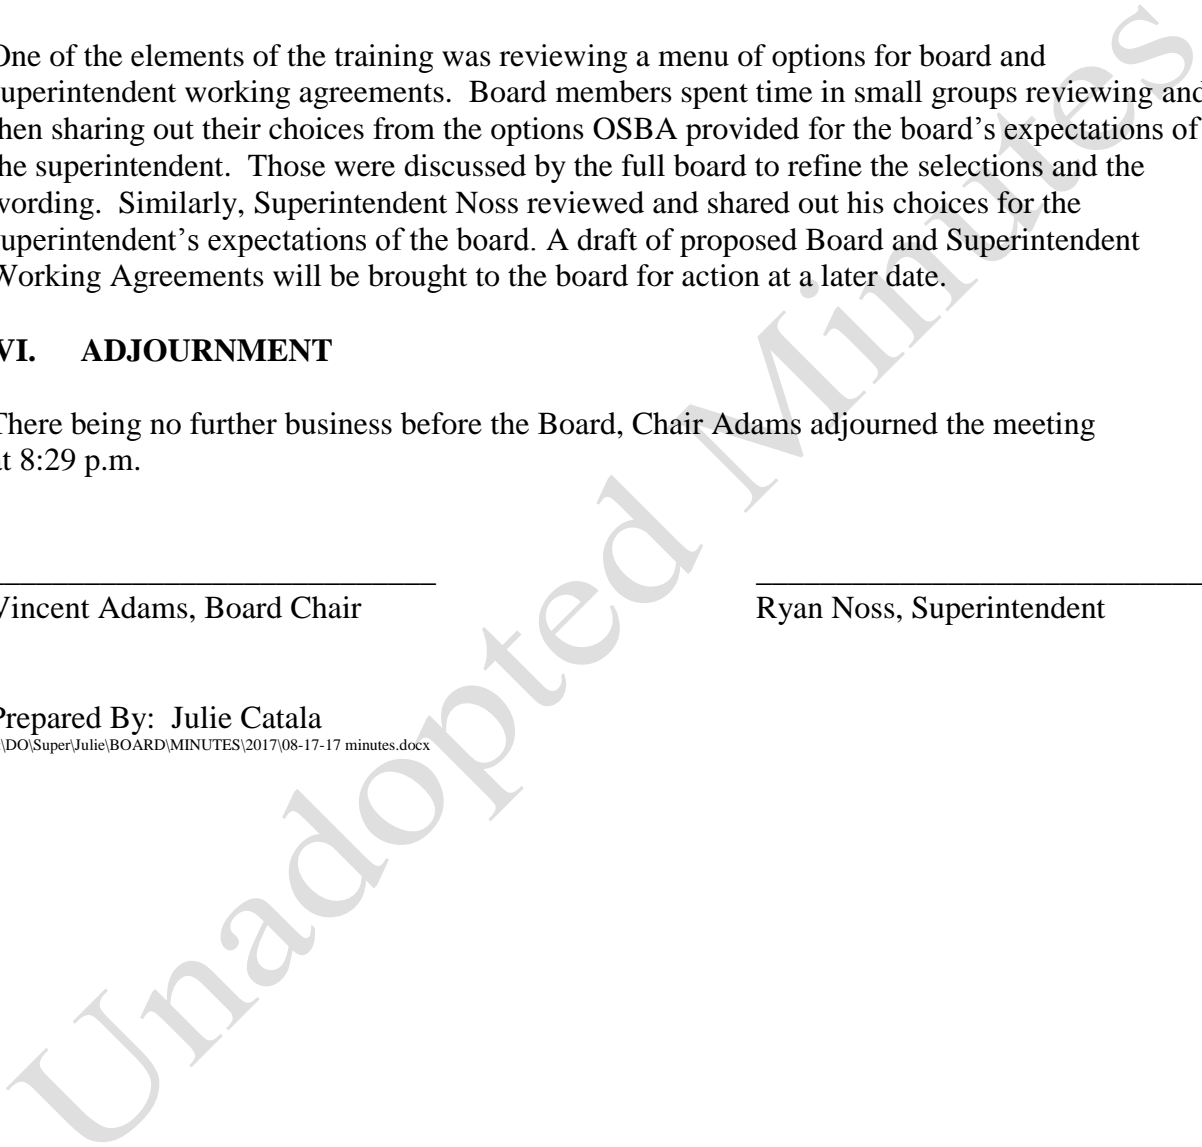 One of the elements of the training was reviewing a menu of options for board and
superintendent working agreements.  Board members spent time in small groups reviewing and
then sharing out their choices from the options OSBA provided for the board's expectations of
the superintendent.  Those were discussed by the full board to refine the selections and the
wording.  Similarly, Superintendent Noss reviewed and shared out his choices for the
superintendent's expectations of the board. A draft of proposed Board and Superintendent
Working Agreements will be brought to the board for action at a later date.
VI. ADJOURNMENT
There being no further business before the Board, Chair Adams adjourned the meeting
at 8:29 p.m.
Vincent Adams, Board Chair Ryan Noss, Superintendent
Prepared By:  Julie Catala
:\DO\Super\Julie\BOARD\MINUTES\2017\08-17-17 minutes.docx
Unadopted Minutes